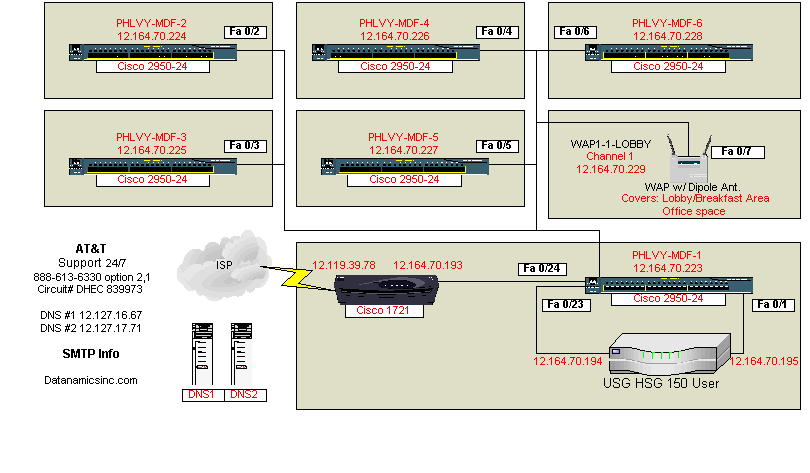 PHLVY-MDF-2
12.164.70.224
Fa 0/2
Cisco 2950-24
PHLVY-MDF-4
12.164.70.226
Fa 0/4
Cisco 2950-24
PHLVY-MDF-6
12.164.70.228
Fa 0/6
Cisco 2950-24
PHLVY-MDF-3
12.164.70.225
Fa 0/3
Cisco 2950-24
PHLVY-MDF-5
12.164.70.227
Fa 0/5
Cisco 2950-24
WAP1-1-LOBBY
Channel 1
12.164.70.229
Fa 0/7
WAP w/ Dipole Ant.
Covers: Lobby/Breakfast Area
Office space
AT&T
Support 24/7
888-613-6330 option 2,1
Circuit# DHEC 839973
DNS #1 12.127.16.67
DNS #2 12.127.17.71
SMTP Info
Datanamicsinc.com
ISP
DNS1
DNS2
12.119.39.78
12.164.70.193
Cisco 1721
Fa 0/24
PHLVY-MDF-1
12.164.70.223
Cisco 2950-24
Fa 0/23
Fa 0/1
12.164.70.194
12.164.70.195
USG HSG 150 User